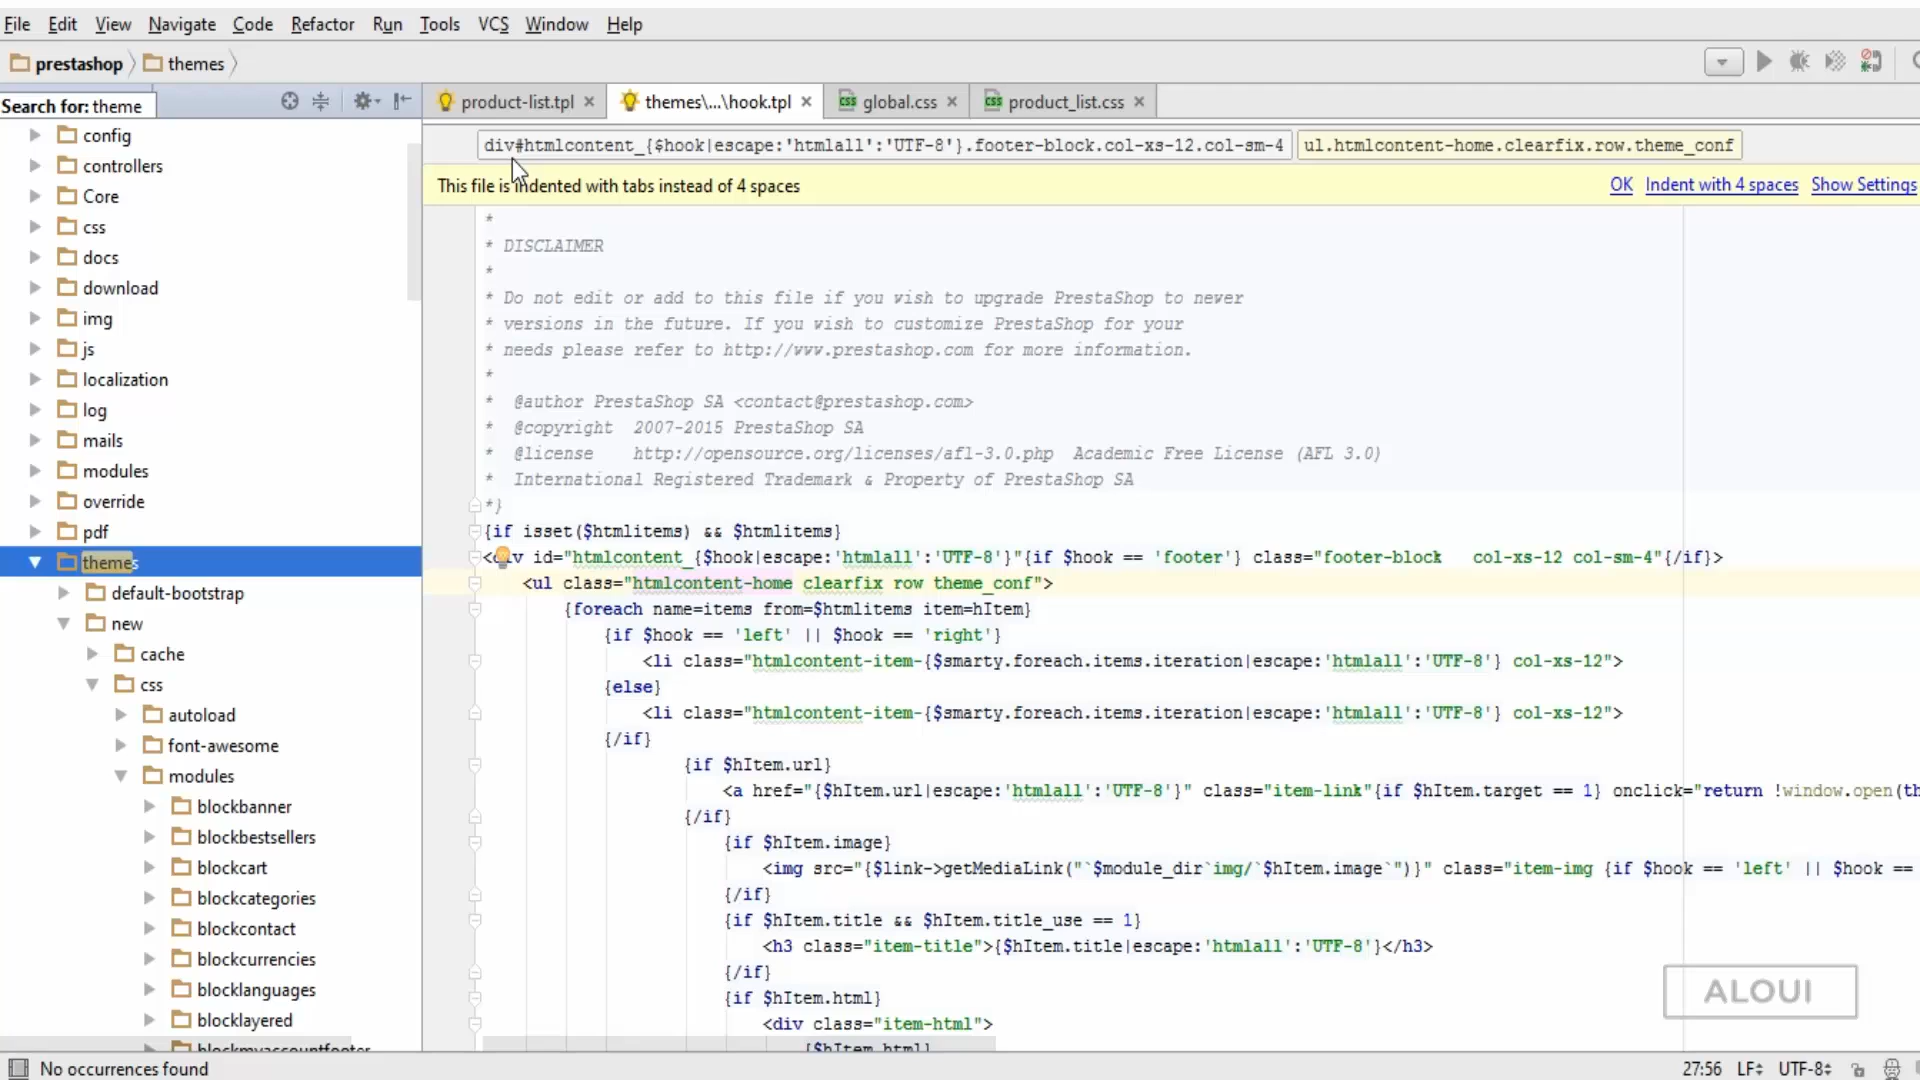 File Edit View Navigate Code Refactor Run Tools VCS Window Help
prestashop themes
Search for: theme
product-list.tpl themes\...\hook.tpl global.css product_list.css
div#htmlcontent_{$hook|escape:'htmlall':'UTF-8'}.footer-block.col-xs-12.col-sm-4 ul.htmlcontent-home.clearfix.row.theme_conf
This file is indented with tabs instead of 4 spaces OK Indent with 4 spaces Show Settings
config
controllers
Core
css
docs
download
img
js
localization
log
mails
modules
override
pdf
themes
default-bootstrap
new
cache
css
autoload
font-awesome
modules
blockbanner
blockbestsellers
blockcart
blockcategories
blockcontact
blockcurrencies
blocklanguages
blocklayered
blockmyaccountfooter
*
* DISCLAIMER
*
* Do not edit or add to this file if you wish to upgrade PrestaShop to newer
* versions in the future. If you wish to customize PrestaShop for your
* needs please refer to http://www.prestashop.com for more information.
*
* @author PrestaShop SA <contact@prestashop.com>
* @copyright 2007-2015 PrestaShop SA
* @license http://opensource.org/licenses/afl-3.0.php Academic Free License (AFL 3.0)
* International Registered Trademark & Property of PrestaShop SA
*}
{if isset($htmlitems) && $htmlitems}
<div id="htmlcontent_{$hook|escape:'htmlall':'UTF-8'}"{if $hook == 'footer'} class="footer-block col-xs-12 col-sm-4"{/if}>
<ul class="htmlcontent-home clearfix row theme_conf">
{foreach name=items from=$htmlitems item=hItem}
{if $hook == 'left' || $hook == 'right'}
<li class="htmlcontent-item-{$smarty.foreach.items.iteration|escape:'htmlall':'UTF-8'} col-xs-12">
{else}
<li class="htmlcontent-item-{$smarty.foreach.items.iteration|escape:'htmlall':'UTF-8'} col-xs-12">
{/if}
{if $hItem.url}
<a href="{$hItem.url|escape:'htmlall':'UTF-8'}" class="item-link"{if $hItem.target == 1} onclick="return !window.open(th
{/if}
{if $hItem.image}
<img src="{$link->getMediaLink("`$module_dir`img/`$hItem.image`")}" class="item-img {if $hook == 'left' || $hook ==
{/if}
{if $hItem.title && $hItem.title_use == 1}
<h3 class="item-title">{$hItem.title|escape:'htmlall':'UTF-8'}</h3>
{/if}
{if $hItem.html}
<div class="item-html">
{$hItem.html}
ALOUI
No occurrences found 27:56 LF UTF-8